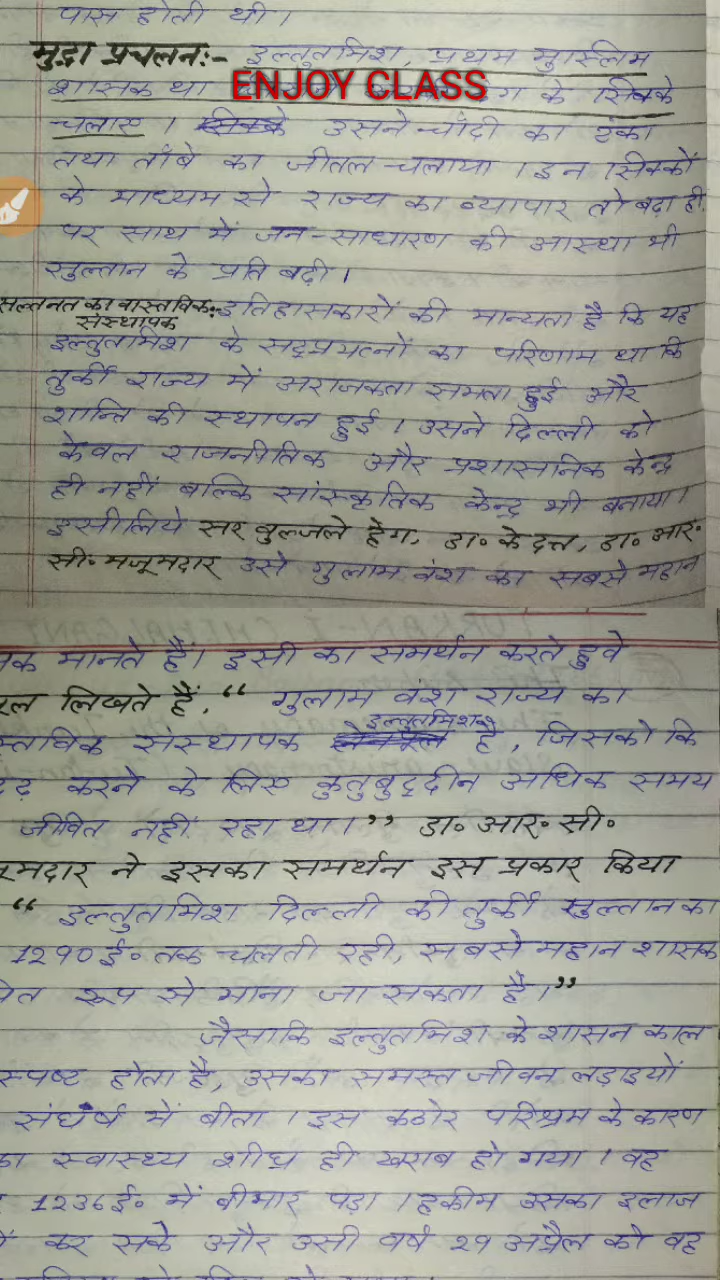 पास होती थी।
मुद्रा प्रचलन:- इल्तुतमिश, प्रथम मुस्लिम
शासक था ग के सिक्के
ENJOY CLASS
चलाए । उसने चाँदी का टंका
तथा ताँबे का जीतल चलाया । इन सिक्कों
के माध्यम से राज्य का व्यापार तो बढ़ा ही
पर साथ में जन-साधारण की आस्था भी
सुल्तान के प्रति बढ़ी ।
सल्तनत का वास्तविक संस्थापक:- इतिहासकारों की मान्यता है कि यह
इल्तुतमिश के सद्प्रयत्नों का परिणाम था कि
तुर्की राज्य में अराजकता समाप्त हुई और
शान्ति की स्थापन हुई । उसने दिल्ली को
केवल राजनीतिक और प्रशासनिक केन्द्र
ही नहीं बल्कि सांस्कृतिक केन्द्र भी बनाया।
इसीलिये सर वुल्जले हेग, डा॰ के दत्त, डा॰ आर॰
सी॰ मजूमदार उसे गुलाम वंश का सबसे महान
क मानते हैं। इसी का समर्थन करते हुवे
ल लिखते हैं, “ गुलाम वंश राज्य का
स्तविक संस्थापक इल्तुतमिश है, जिसको कि
ढ़ करने के लिए कुतुबुद्दीन अधिक समय
जीवित नहीं रहा था।” डा॰ आर॰ सी॰
मदार ने इसका समर्थन इस प्रकार किया
“ इल्तुतमिश दिल्ली की तुर्की सुल्तान का
1290 ई॰ तक चलती रही, सबसे महान शासक
त रूप से माना जा सकता है।”
जैसाकि इल्तुतमिश के शासन काल
स्पष्ट होता है, उसका समस्त जीवन लड़ाइयों
संघर्ष में बीता । इस कठोर परिश्रम के कारण
का स्वास्थ्य शीघ्र ही खराब हो गया । वह
1236 ई॰ में बीमार पड़ा । हकीम उसका इलाज
कर सके और उसी वर्ष 29 अप्रैल को वह